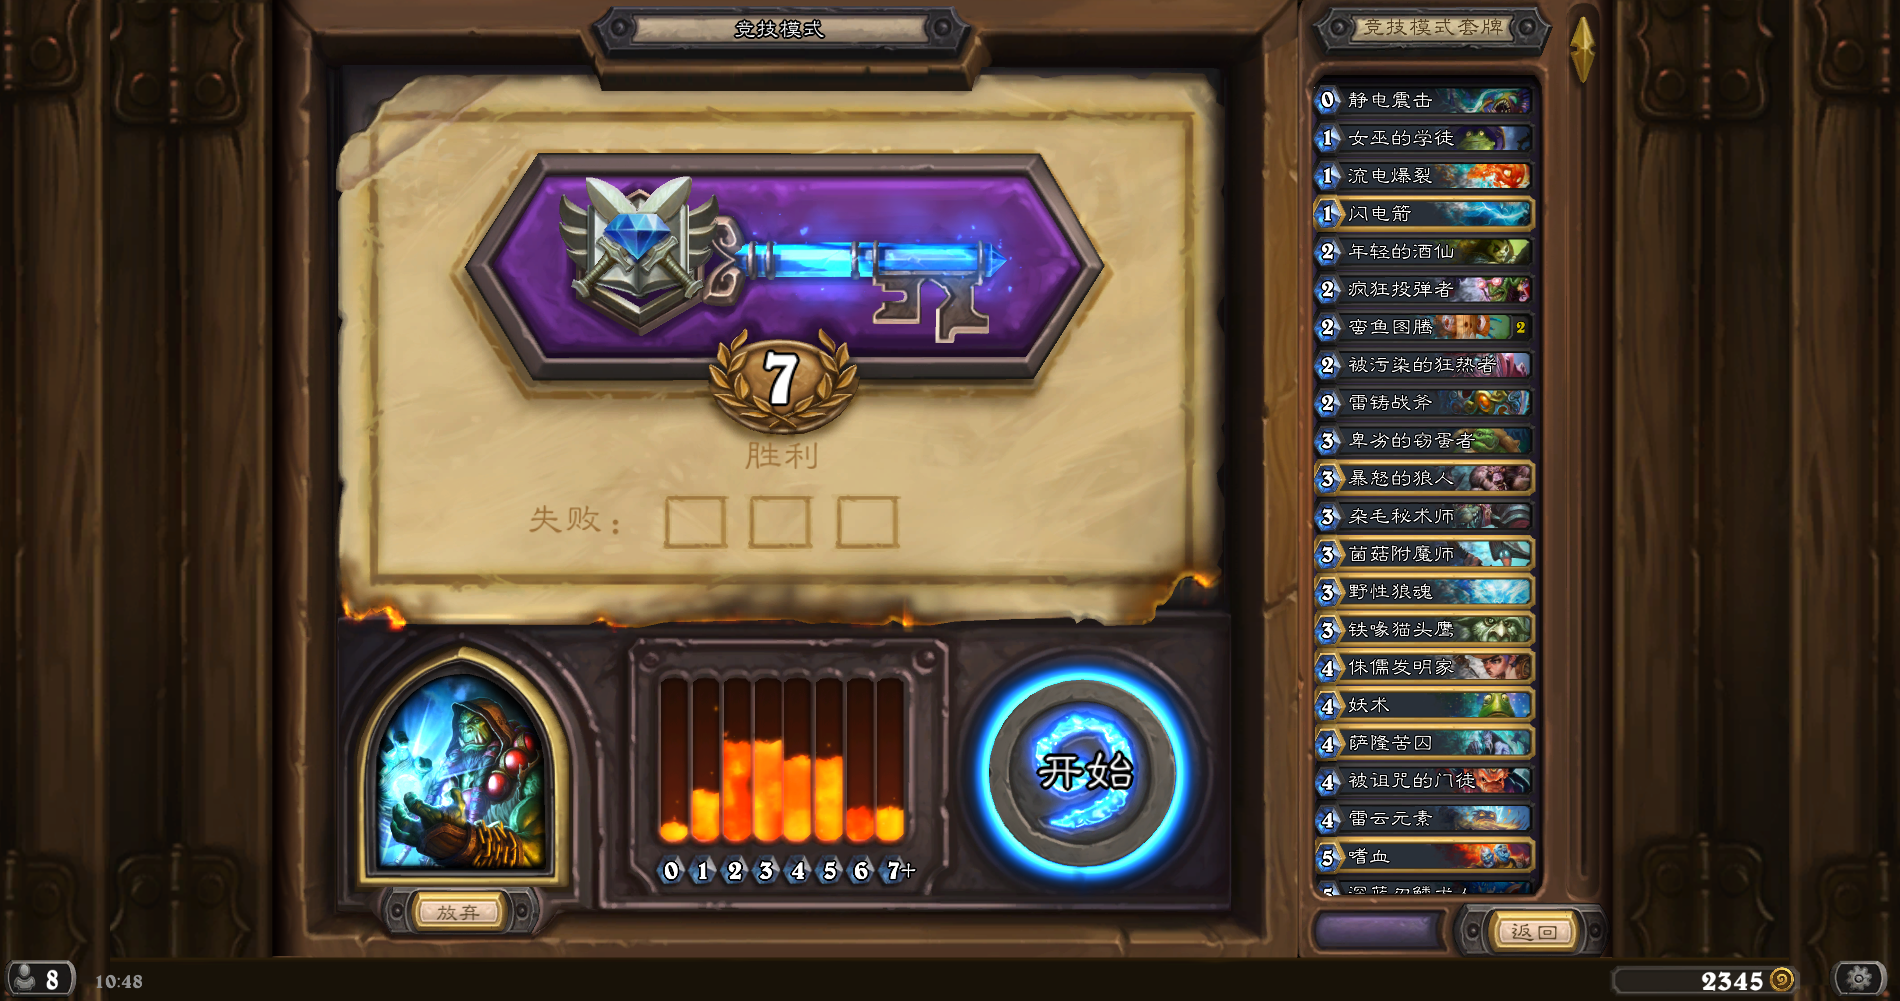 竞技模式
7
胜利
失败：
0 1 2 3 4 5 6 7+
开始
放弃
竞技模式套牌
0 静电震击
1 女巫的学徒
1 流电爆裂
1 闪电箭
2 年轻的酒仙
2 疯狂投弹者
2 蛮鱼图腾 2
2 被污染的狂热者
2 雷铸战斧
3 卑劣的窃蛋者
3 暴怒的狼人
3 杂毛秘术师
3 菌菇附魔师
3 野性狼魂
3 铁喙猫头鹰
4 侏儒发明家
4 妖术
4 萨隆苦囚
4 被诅咒的门徒
4 雷云元素
5 嗜血
返回
8
10:48
2345